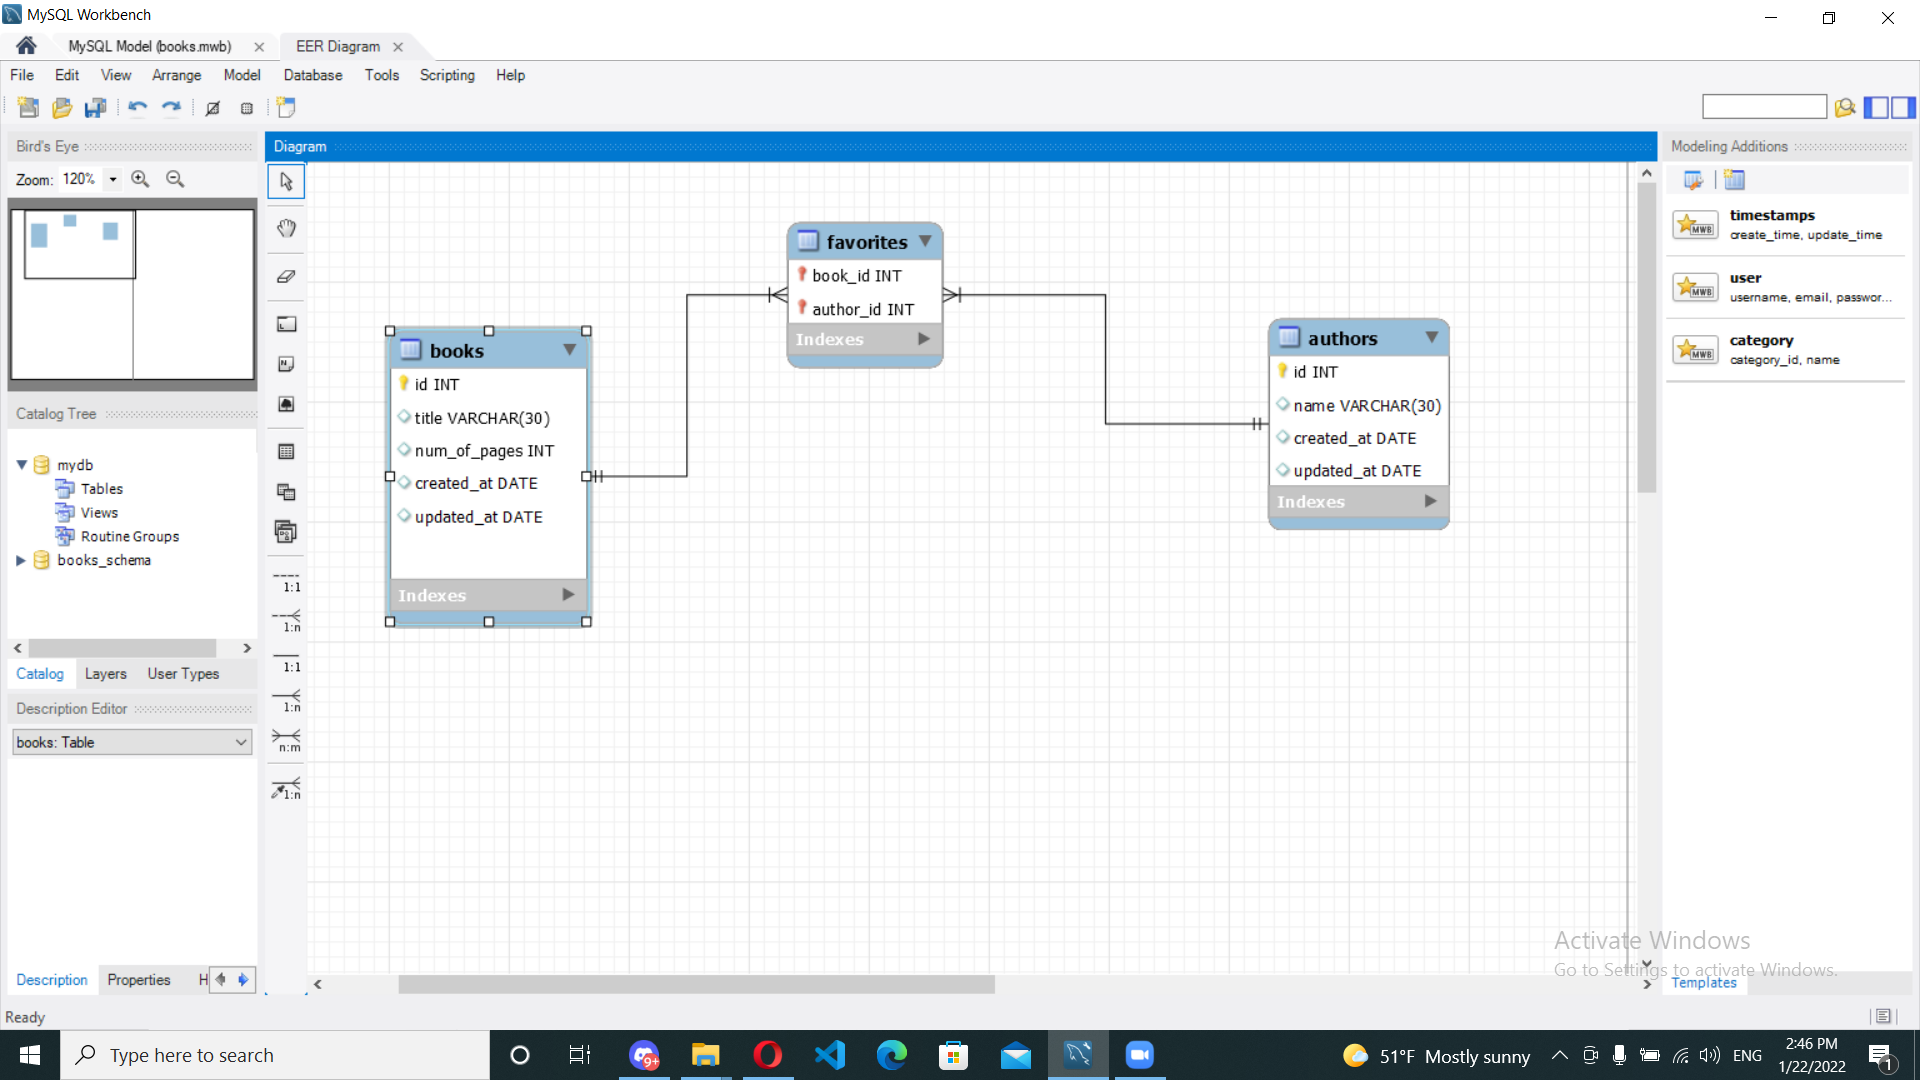 MySQL Workbench
MySQL Model (books.mwb)
EER Diagram
File Edit View Arrange Model Database Tools Scripting Help
Bird's Eye
Zoom: 120%
Catalog Tree
mydb
Tables
Views
Routine Groups
books_schema
Catalog Layers User Types
Description Editor
books: Table
Description Properties H
Ready
Diagram
1:1
1:n
1:1
1:n
n:m
1:n
books
id INT
title VARCHAR(30)
num_of_pages INT
created_at DATE
updated_at DATE
Indexes
favorites
book_id INT
author_id INT
Indexes
authors
id INT
name VARCHAR(30)
created_at DATE
updated_at DATE
Indexes
Modeling Additions
MWB
timestamps
create_time, update_time
MWB
user
username, email, passwor...
MWB
category
category_id, name
Activate Windows
Go to Settings to activate Windows.
Templates
Type here to search
9+
51°F Mostly sunny
ENG
2:46 PM
1/22/2022
1